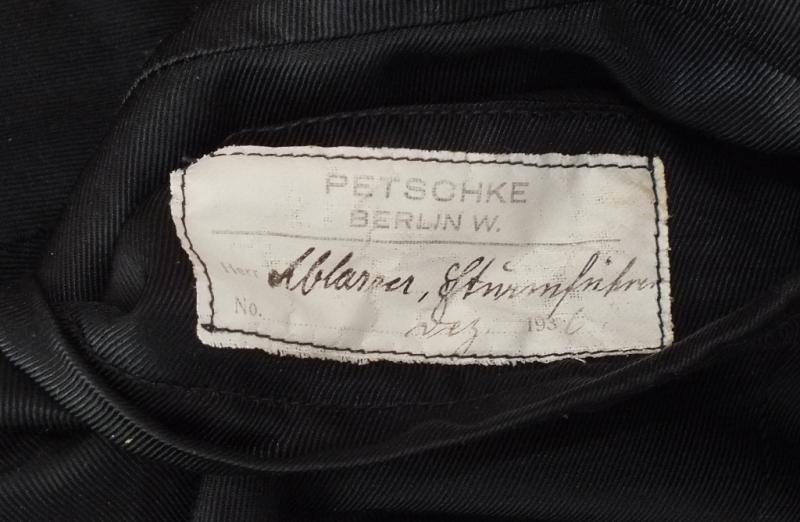 PETSCHKE
BERLIN W.
Herr Ablasser, Sturmführer
No.
Dez. 193